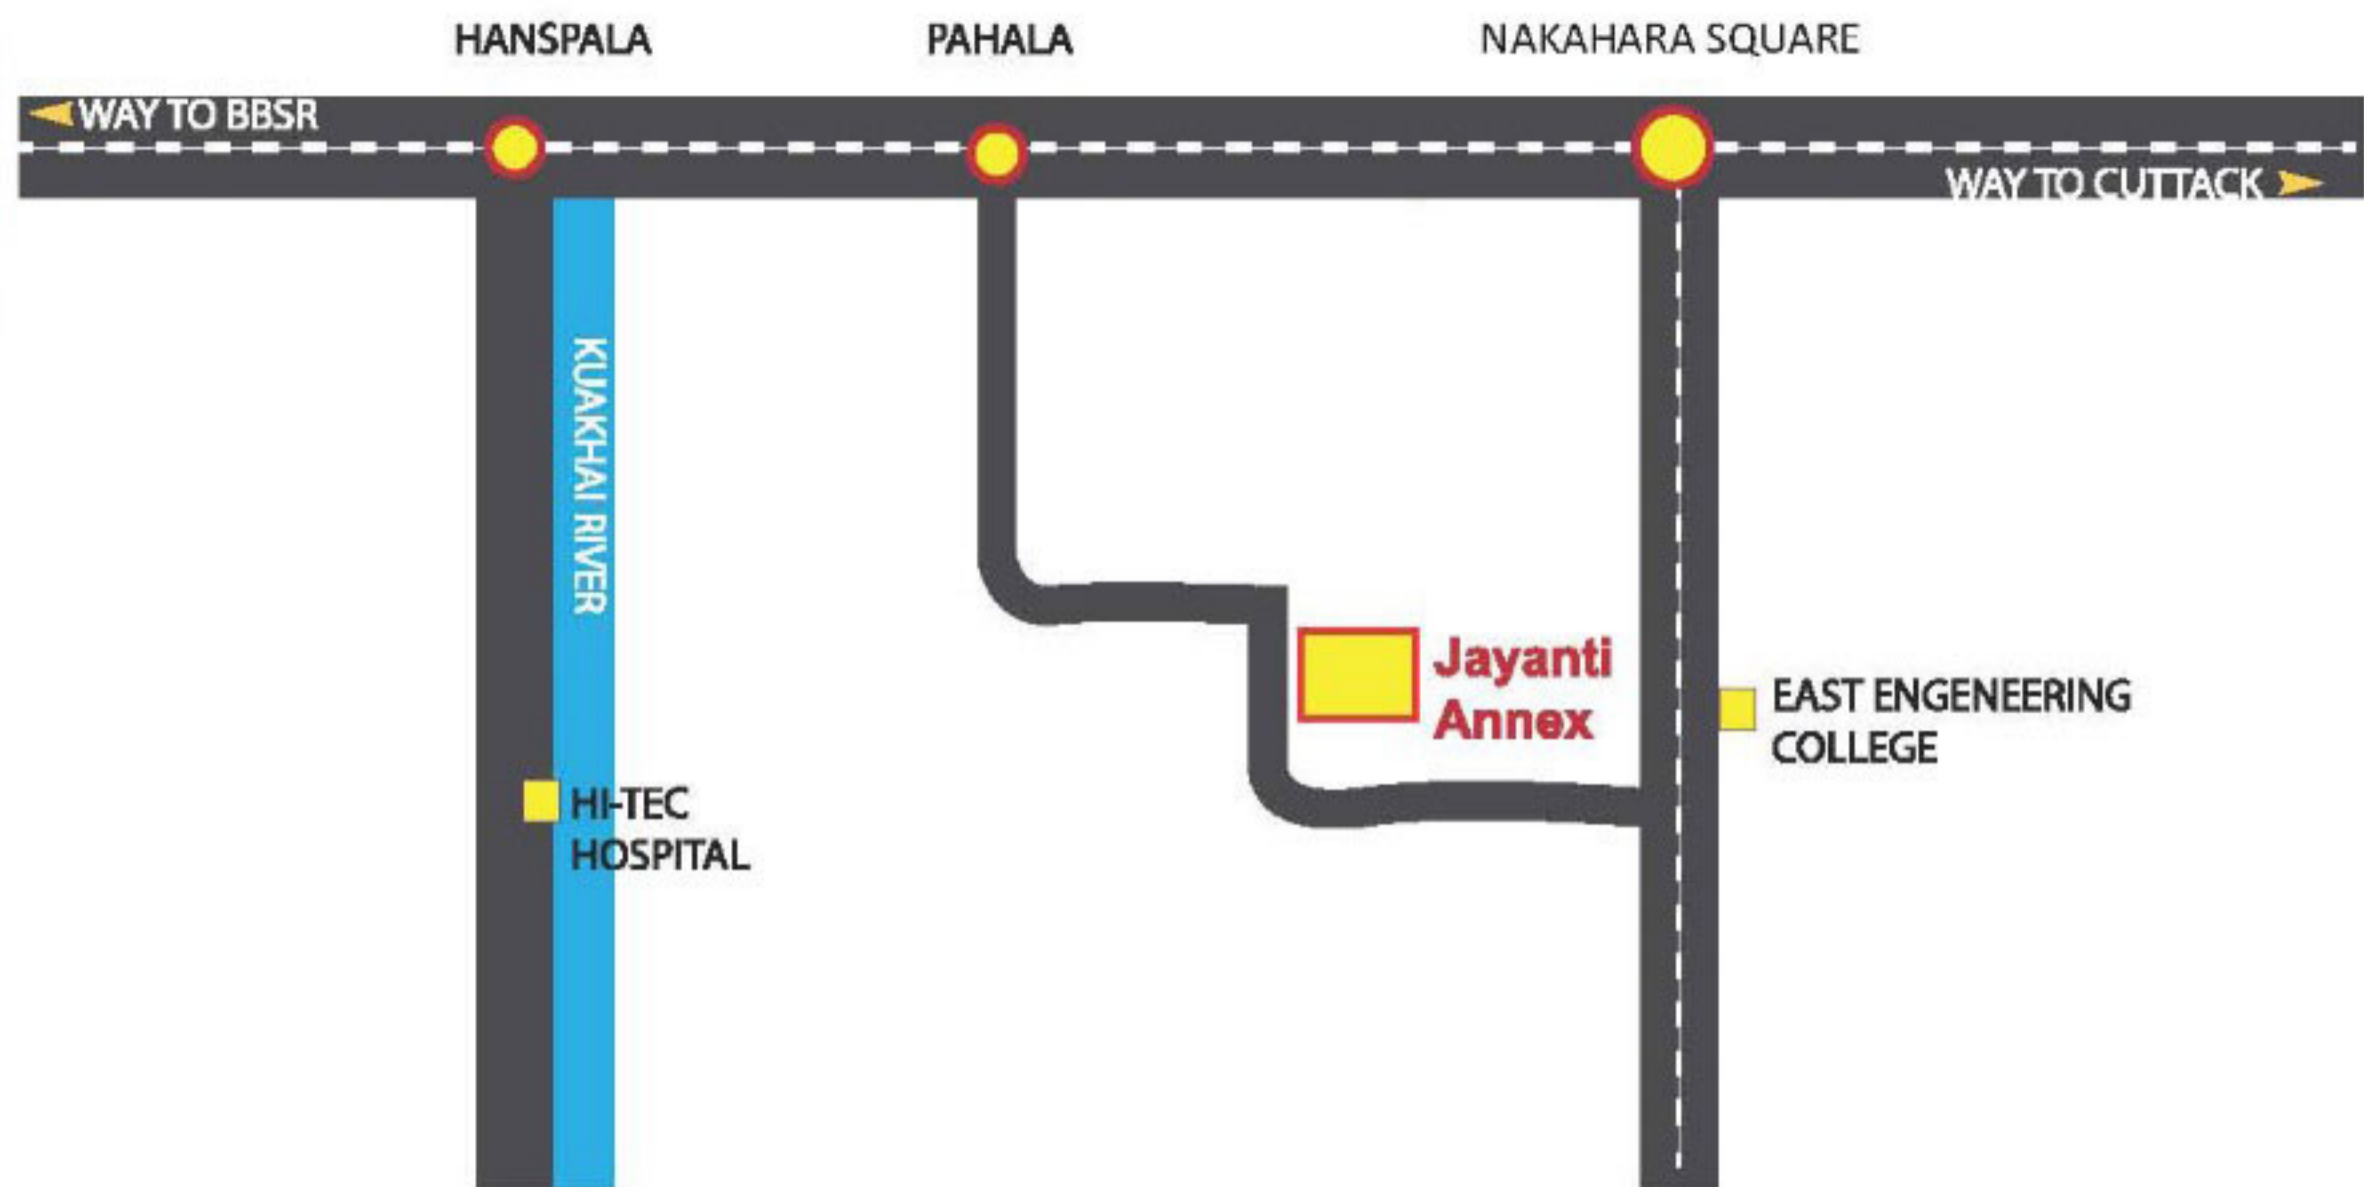 HANSPALA
PAHALA
NAKAHARA SQUARE
WAY TO BBSR
WAY TO CUTTACK
KUAKHAI RIVER
Jayanti
Annex
EAST ENGENEERING
COLLEGE
HI-TEC
HOSPITAL